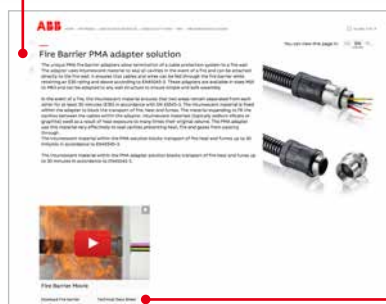 ABB
You can view this page in: DE EN
Fire Barrier PMA adapter solutions
The unique PMA fire barrier adapters allow termination of a cable protection system to a fire wall.
The adapter uses intumescent material to seal all cavities in the event of a fire and can be attached
directly to the fire wall. It ensures that cables and wires can be fed through the fire barrier while
retaining an E30 rating and above according to EN45545-3. These adapters are available in sizes M20
to M63 and can be adapted to any wall structure to ensure simple and bulk assembly.
In the event of a fire, the intumescent material ensures that two areas remain separated from each
other for at least 30 minutes (E30) in accordance with EN 45545-3. The intumescent material is fixed
within the adapter to block the transport of the fire and fumes. The material expanding to fill the
cavities between the cables within the adapter. Intumescent materials (typically sodium silicate or
graphite) swell as a result of heat exposure to many times their original volume. The PMA adapter
use this material very effectively to seal cavities preventing heat, fire and gases from passing
through.
The intumescent material within the PMA adapter solution blocks transport of fire and fumes up to 30
minutes in accordance to EN45545-3.
The intumescent material within the PMA adapter solution blocks transport of fire heat and fumes up
to 30 minutes in accordance to EN45545-3.
Fire Barrier Movie
Download Fire barrier Technical Data Sheet